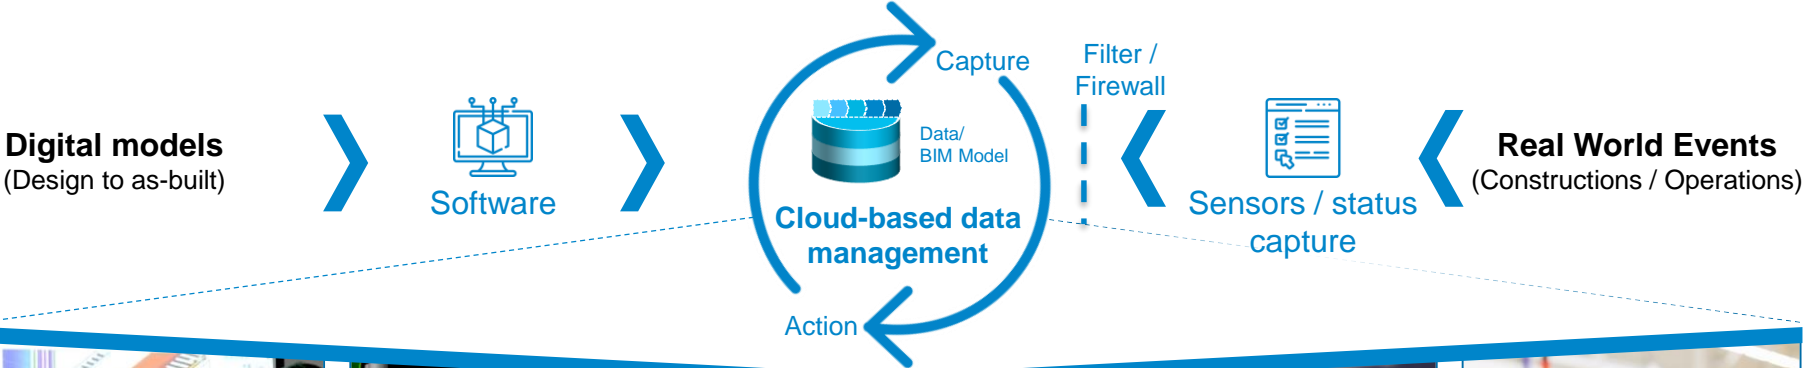 Digital models
(Design to as-built)
Software
Capture
Data/
BIM Model
Cloud-based data
management
Action
Filter /
Firewall
Sensors / status
capture
Real World Events
(Constructions / Operations)